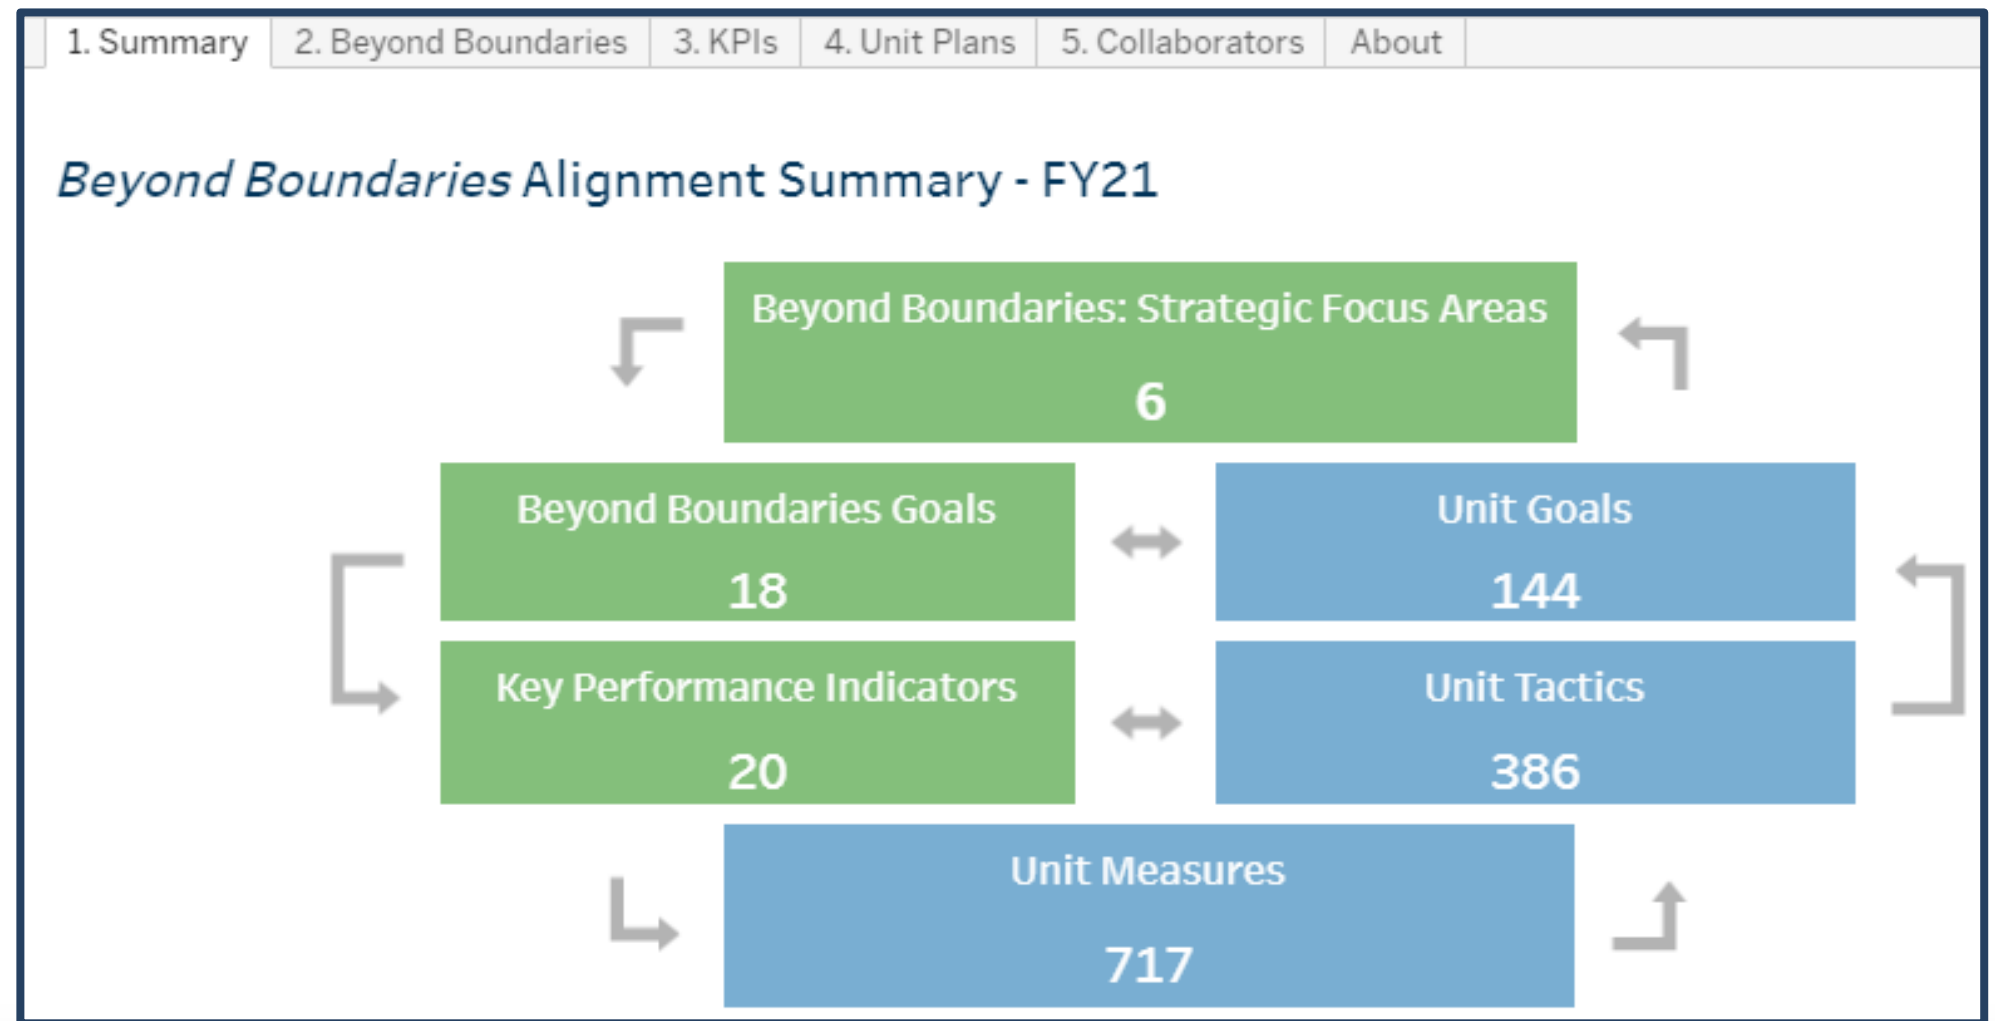 1. Summary 2. Beyond Boundaries 3. KPIs 4. Unit Plans 5. Collaborators About
Beyond Boundaries Alignment Summary - FY21
Beyond Boundaries: Strategic Focus Areas
6
Beyond Boundaries Goals
18
Unit Goals
144
Key Performance Indicators
20
Unit Tactics
386
Unit Measures
717